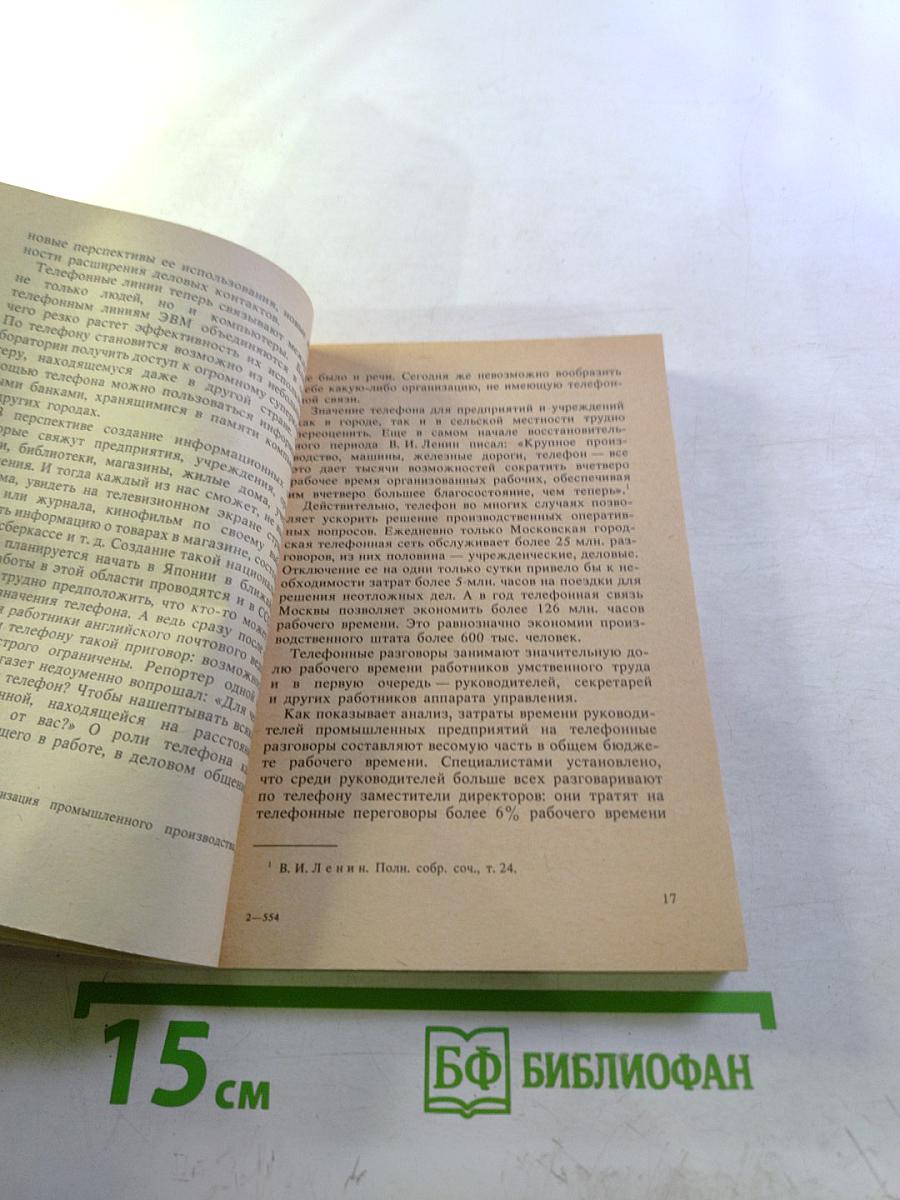 новые перспективы ее использования, новые
ности расширения деловых контактов.
Телефонные линии теперь связывают
не только людей, но и компьютеры.
телефонным линиям ЭВМ объединяются в
чего резко растет эффективность их
По телефону становится возможно из
боратории получить доступ к огромному
теру, находящемуся даже в другой стране.
ощью телефона можно пользоваться
ыми банками, хранящимися в памяти
других городах.
В перспективе создание информационных
орые свяжут предприятия, учреждения,
и, библиотеки, магазины, жилые дома,
ения. И тогда каждый из нас сможет, не
ма, увидеть на телевизионном экране
или журнала, кинофильм по своему
ть информацию о товарах в магазине,
сберкассе и т. д. Создание такой
планируется начать в Японии в
аботы в этой области проводятся и в
трудно предположить, что кто-то
значения телефона. А ведь сразу после
я работники английского почтового
и телефону такой приговор:
строго ограничены. Репортер одной
газет недоуменно вопрошал: «Для
телефон? Чтобы нашептывать
нной, находящейся на
от вас?» О роли телефона
щего в работе, в деловом
изация промышленного производства
е было и речи. Сегодня же невозможно вообразить
себе какую-либо организацию, не имеющую телефон-
ной связи.
Значение телефона для предприятий и учреждений
как в городе, так и в сельской местности трудно
переоценить. Еще в самом начале восстановитель-
ного периода В. И. Ленин писал: «Крупное произ-
водство, машины, железные дороги, телефон — все
это дает тысячи возможностей сократить вчетверо
рабочее время организованных рабочих, обеспечивая
им вчетверо большее благосостояние, чем теперь».1
Действительно, телефон во многих случаях позво-
ляет ускорить решение производственных оператив-
ных вопросов. Ежедневно только Московская город-
ская телефонная сеть обслуживает более 25 млн. раз-
говоров, из них половина — учрежденческие, деловые.
Отключение ее на одни только сутки привело бы к не-
обходимости затрат более 5 млн. часов на поездки для
решения неотложных дел. А в год телефонная связь
Москвы позволяет экономить более 126 млн. часов
рабочего времени. Это равнозначно экономии произ-
водственного штата более 600 тыс. человек.
Телефонные разговоры занимают значительную до-
лю рабочего времени работников умственного труда
и в первую очередь — руководителей, секретарей
и других работников аппарата управления.
Как показывает анализ, затраты времени руководи-
телей промышленных предприятий на телефонные
разговоры составляют весомую часть в общем бюдже-
те рабочего времени. Специалистами установлено,
что среди руководителей больше всех разговаривают
по телефону заместители директоров: они тратят на
телефонные переговоры более 6% рабочего времени
1 В. И. Ленин. Полн. собр. соч., т. 24.
17
2—554
15 см
БФ БИБЛИОФАН